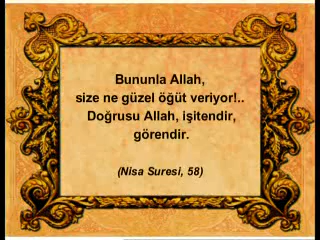 Bununla Allah,
size ne güzel öğüt veriyor!..
Doğrusu Allah, işitendir,
görendir.
(Nisa Suresi, 58)